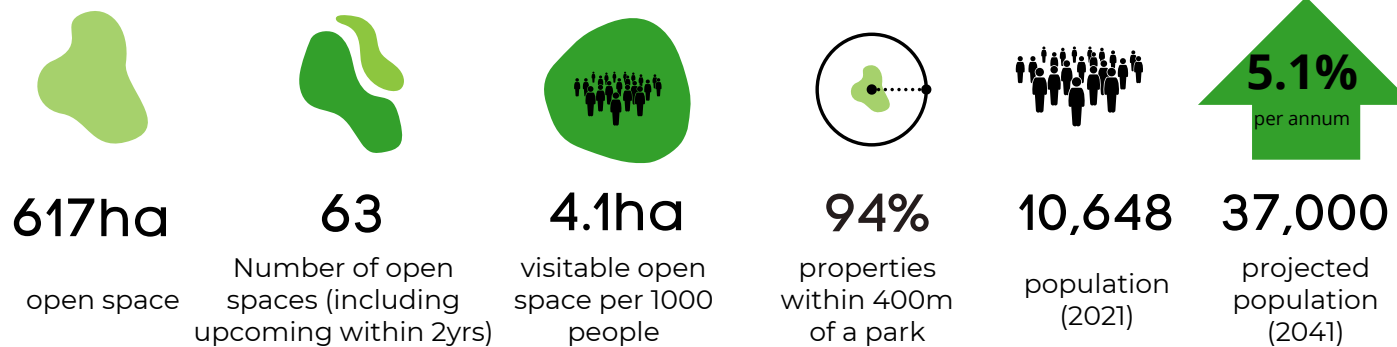 5.1%
per annum
617ha
open space
63
Number of open
spaces (including
upcoming within 2yrs)
4.1ha
visitable open
space per 1000
people
94%
properties
within 400m
of a park
10,648
population
(2021)
37,000
projected
population
(2041)